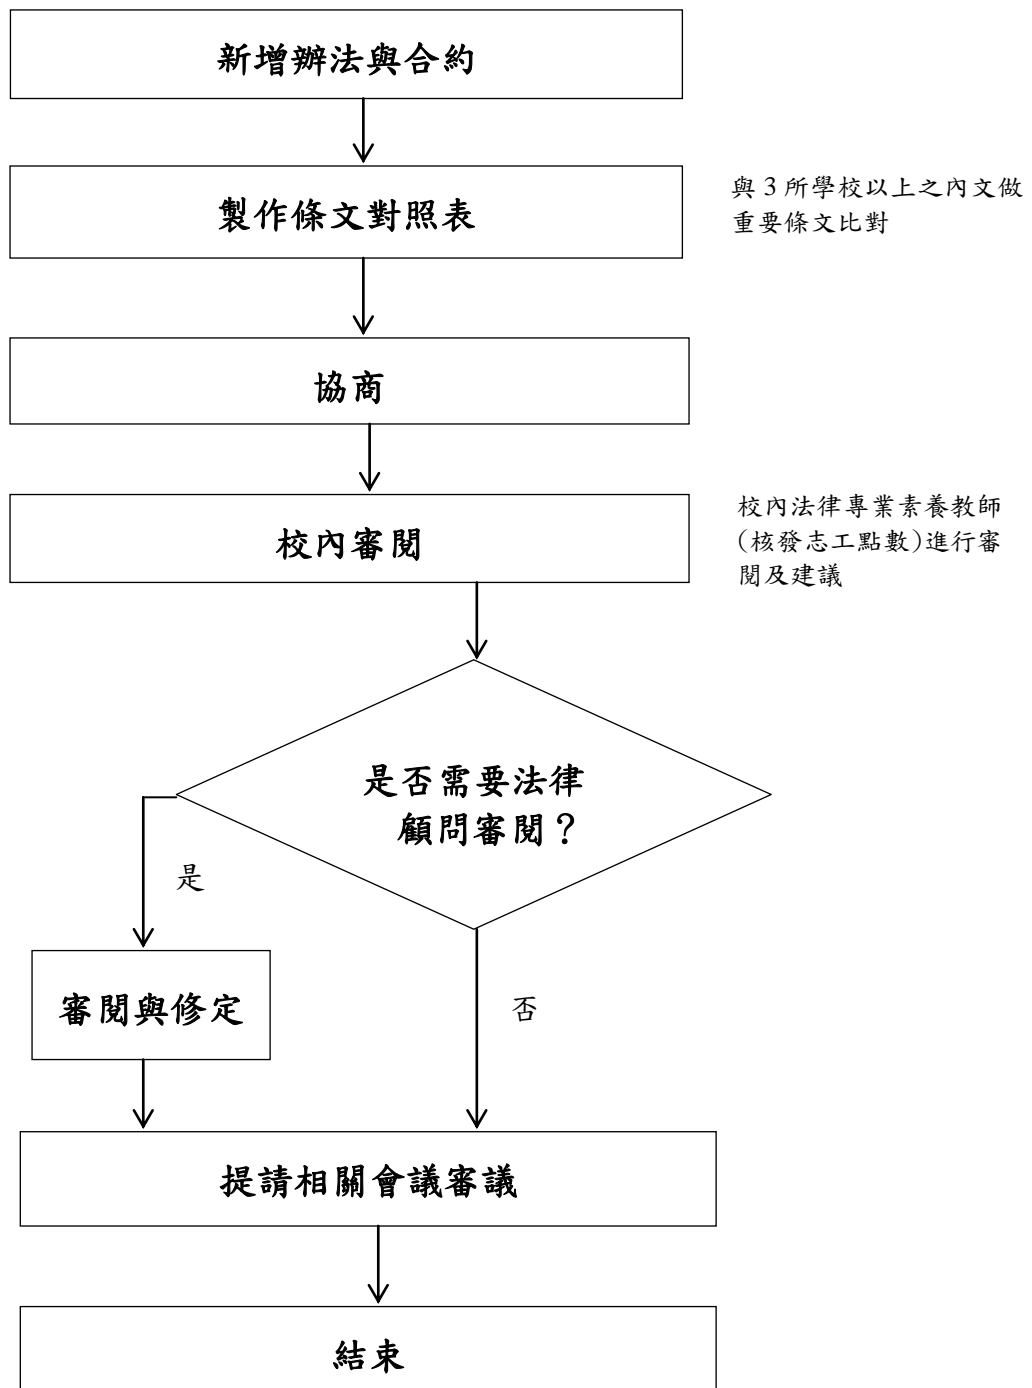 新增辦法與合約
製作條文對照表
與 3 所學校以上之內文做
重要條文比對
協商
校內審閱
校內法律專業素養教師
(核發志工點數)進行審
閱及建議
是否需要法律
顧問審閱？
是
否
審閱與修定
提請相關會議審議
結束